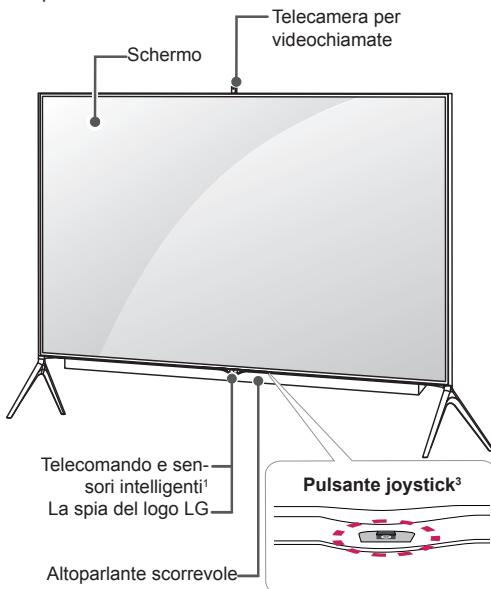 Telecamera per
videochiamate
Schermo
Telecomando e sen-
sori intelligenti¹
La spia del logo LG
Pulsante joystick³
Altoparlante scorrevole